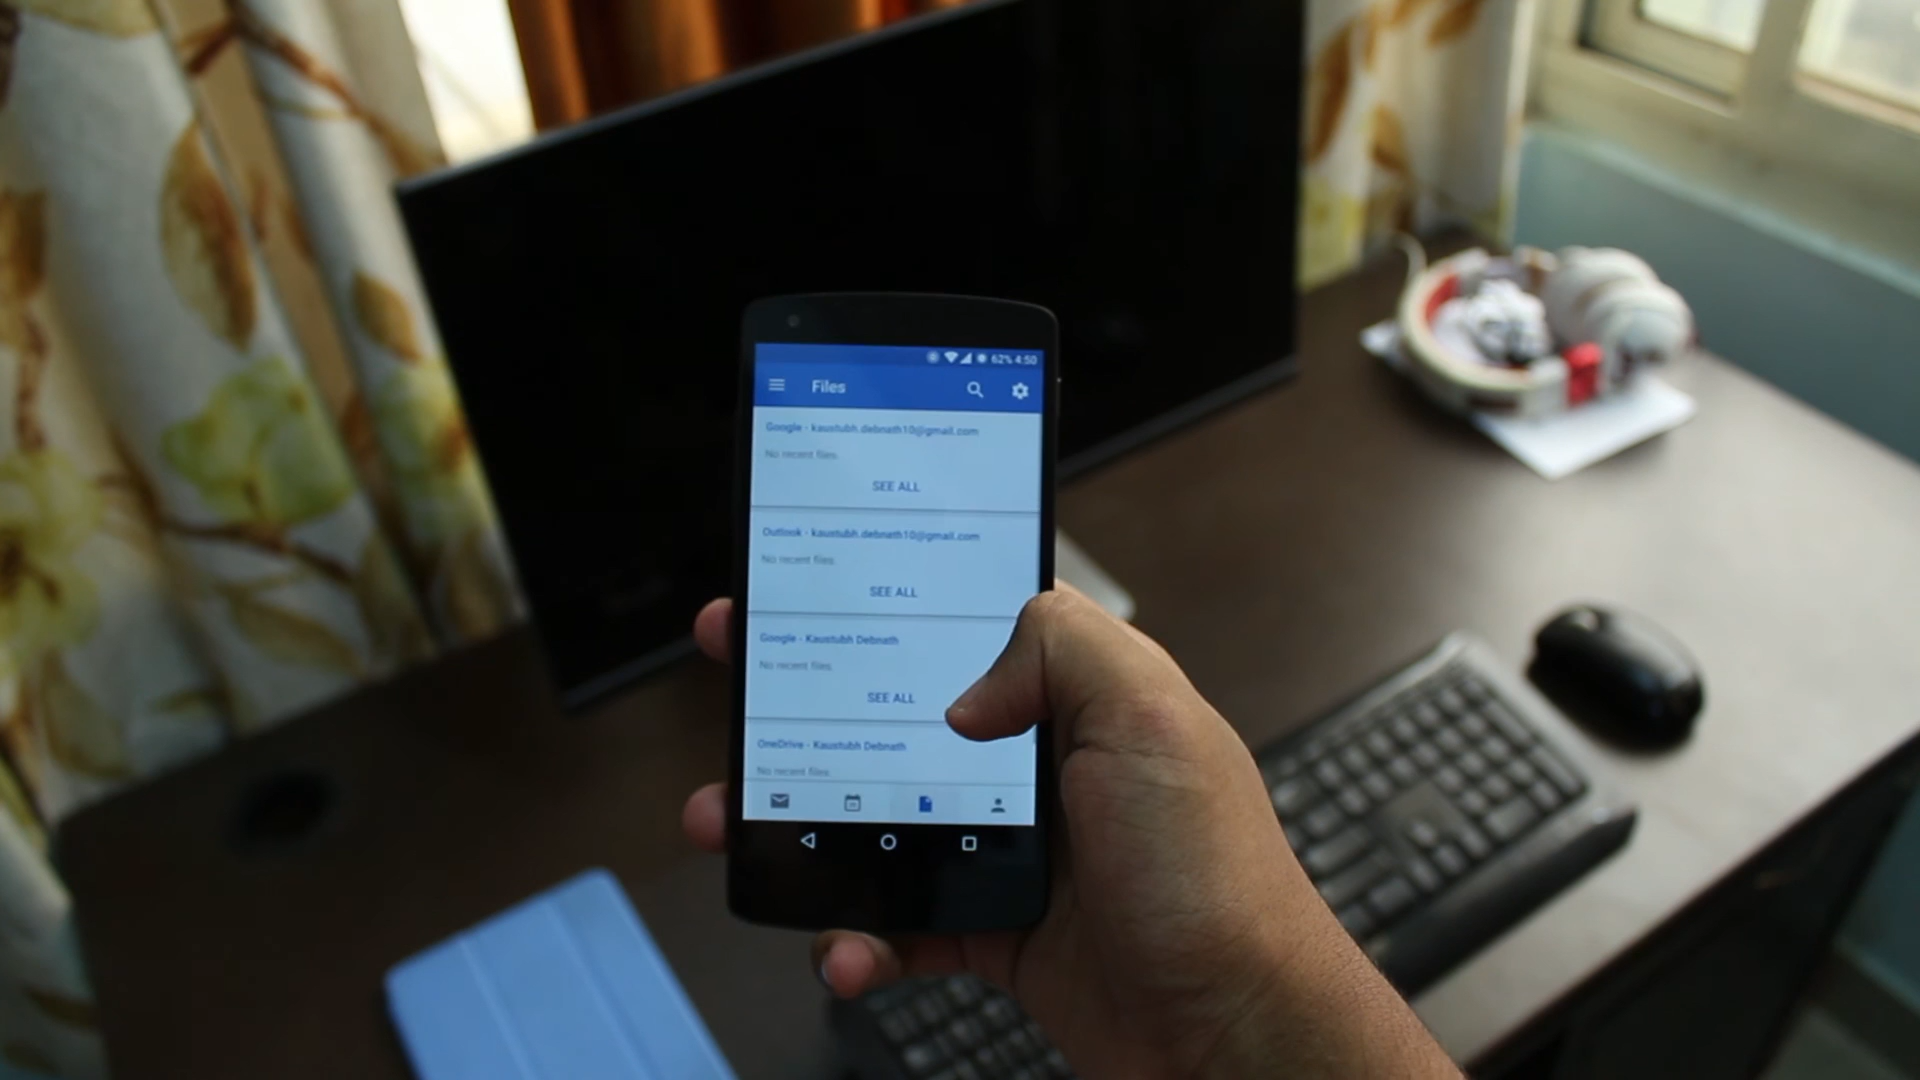 62% 4:50
Files
Google - kaustubh.debnath10@gmail.com
No recent files.
SEE ALL
Outlook - kaustubh.debnath10@gmail.com
No recent files.
SEE ALL
Google - Kaustubh Debnath
No recent files.
SEE ALL
OneDrive - Kaustubh Debnath
No recent files.